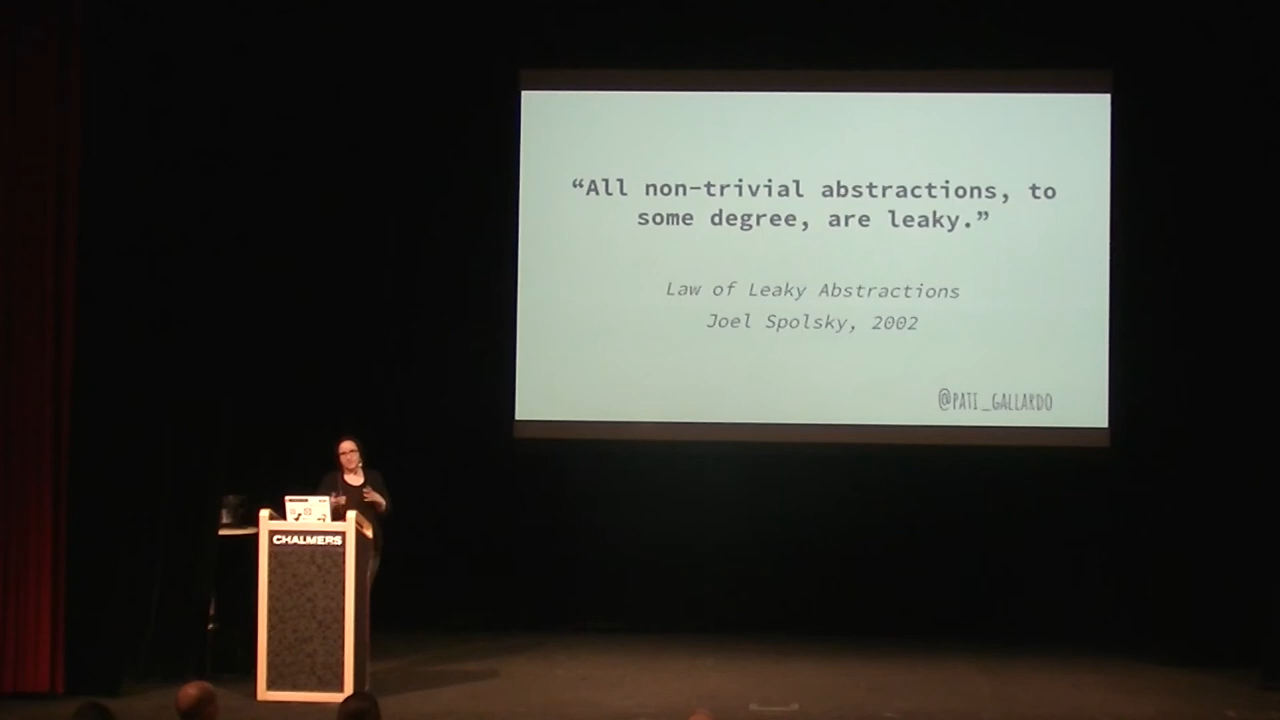 “All non-trivial abstractions, to
some degree, are leaky.”
Law of Leaky Abstractions
Joel Spolsky, 2002
@PATI_GALLARDO
CHALMERS